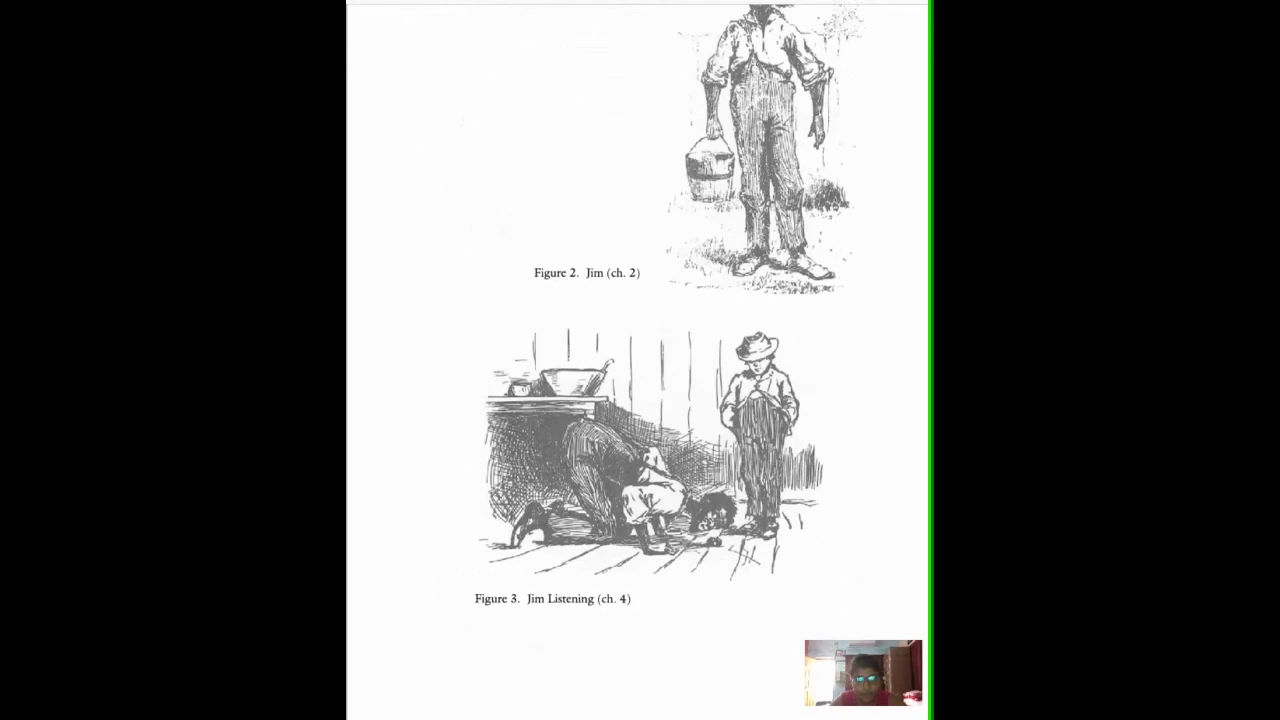 Figure 2. Jim (ch. 2)
Figure 3. Jim Listening (ch. 4)